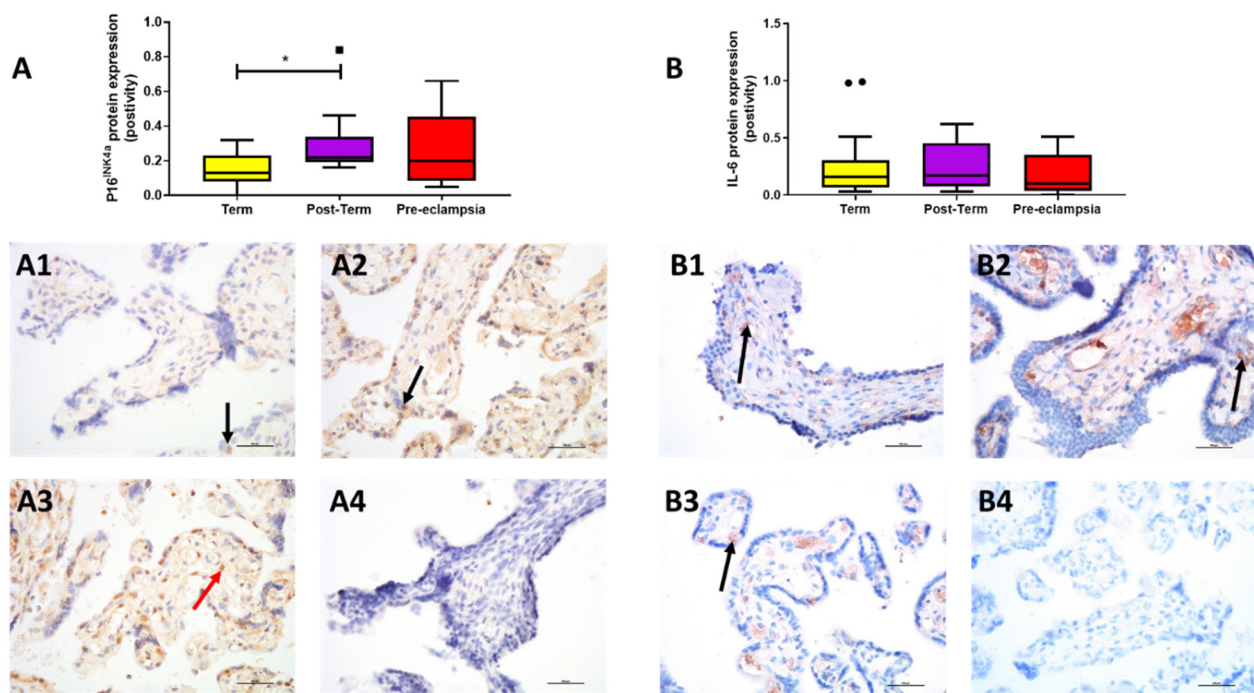 A
P16^INK4a protein expression
(postivity)
1.0
0.8
0.6
0.4
0.2
0.0
*
Term
Post-Term
Pre-eclampsia
B
IL-6 protein expression
(postivity)
1.5
1.0
0.5
0.0
Term
Post-Term
Pre-eclampsia
A1
A2
B1
B2
A3
A4
B3
B4